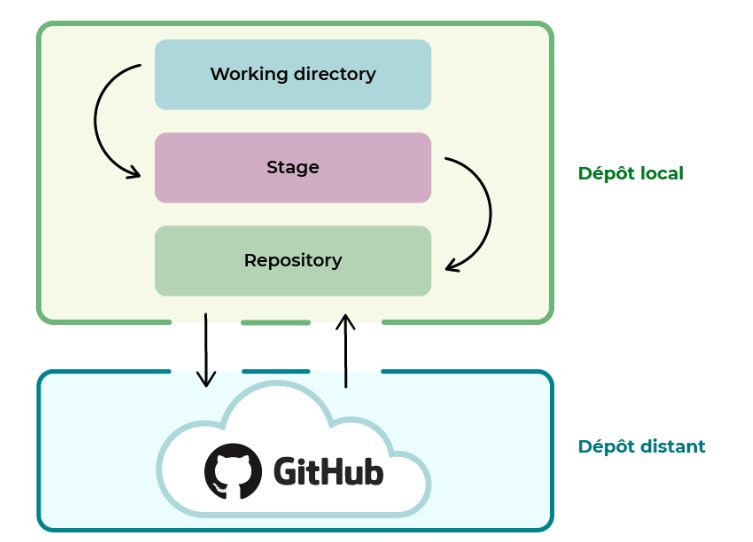 Working directory
Stage
Dépôt local
Repository
GitHub
Dépôt distant